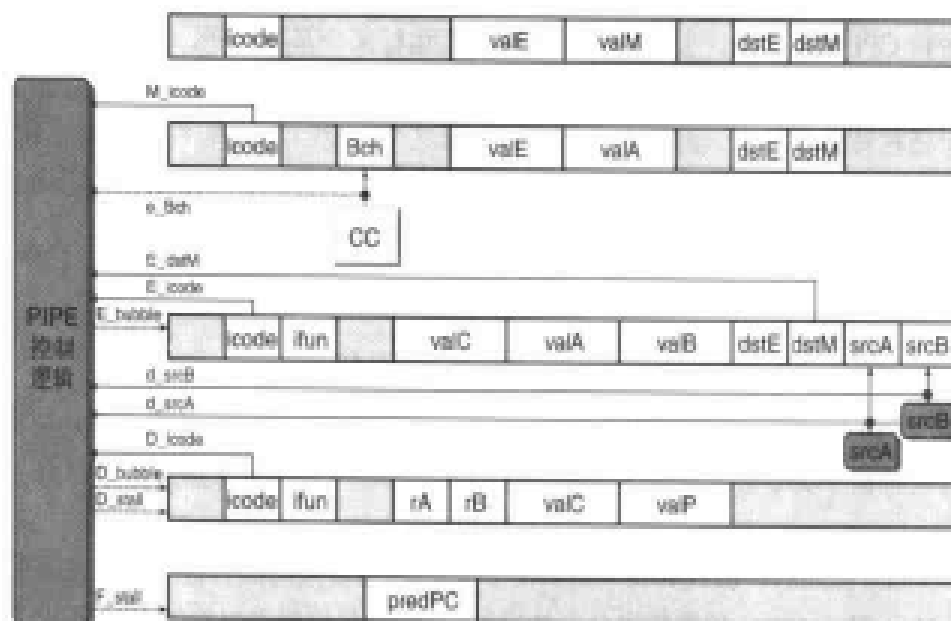 icode valE valM dstE dstM
M_icode
icode Bch valE valA dstE dstM
e_Bch
CC
E_dstM
E_icode
E_bubble
icode ifun valC valA valB dstE dstM srcA srcB
PIPE
控制
逻辑
d_srcB
d_srcA
srcB
srcA
D_icode
D_bubble
D_stall
icode ifun rA rB valC valP
F_stall
predPC